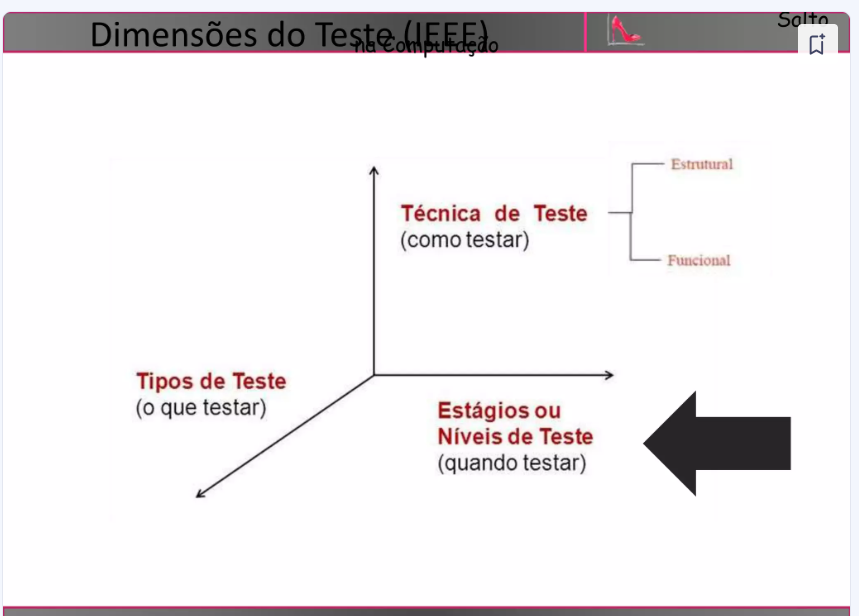 Dimensões do Teste (IEEE)
Salto
na Computação
Estrutural
Técnica de Teste
(como testar)
Funcional
Tipos de Teste
(o que testar)
Estágios ou
Níveis de Teste
(quando testar)